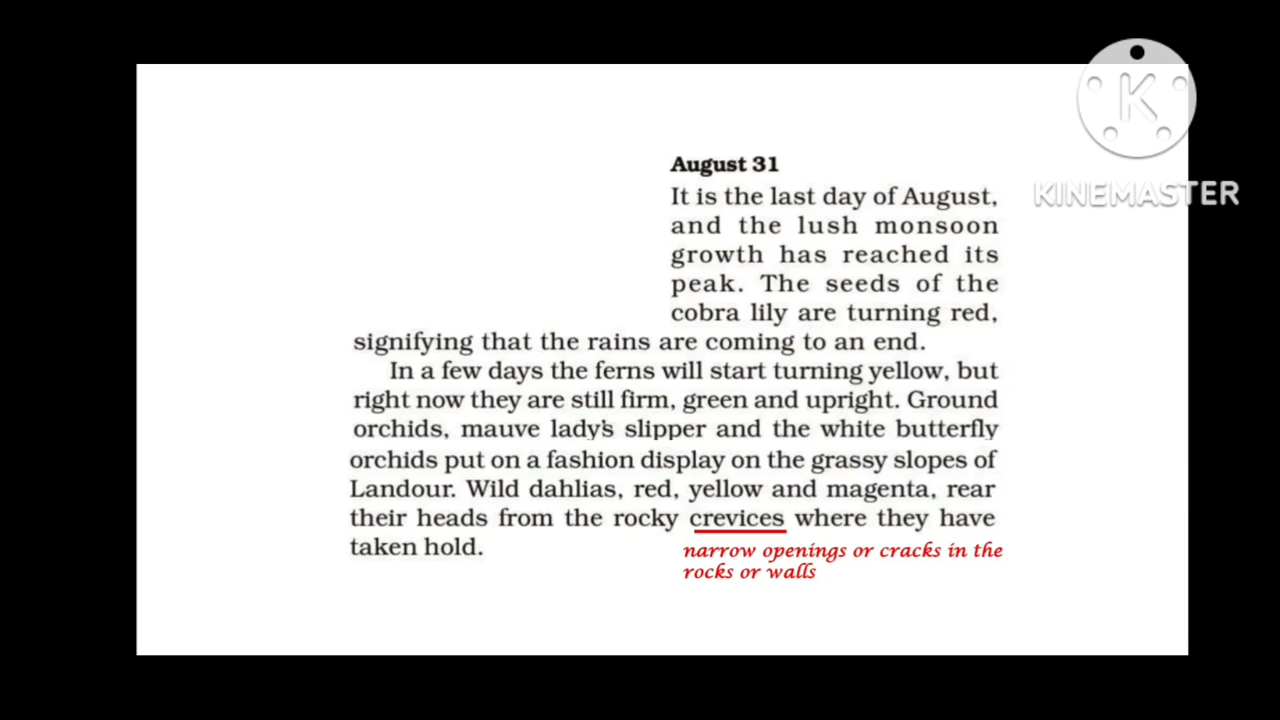 K
KINEMASTER
August 31
It is the last day of August,
and the lush monsoon
growth has reached its
peak. The seeds of the
cobra lily are turning red,
signifying that the rains are coming to an end.
In a few days the ferns will start turning yellow, but
right now they are still firm, green and upright. Ground
orchids, mauve lady's slipper and the white butterfly
orchids put on a fashion display on the grassy slopes of
Landour. Wild dahlias, red, yellow and magenta, rear
their heads from the rocky crevices where they have
taken hold.
narrow openings or cracks in the
rocks or walls